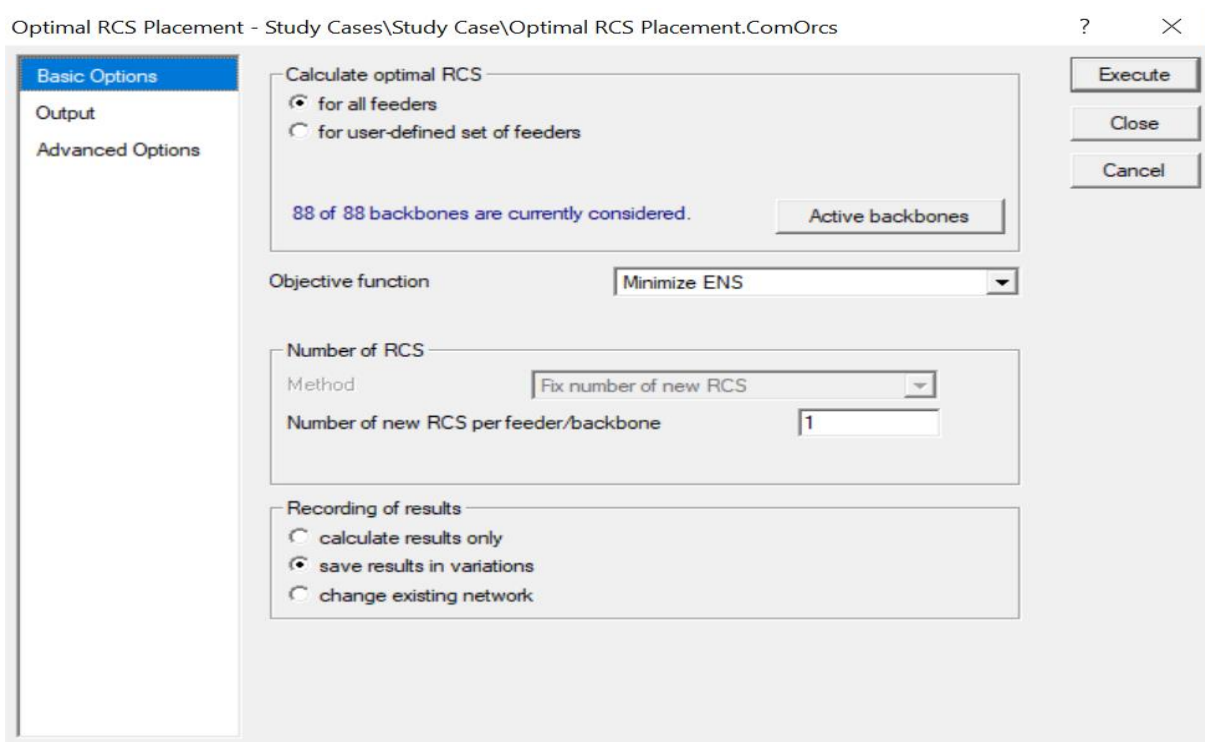 Optimal RCS Placement - Study Cases\Study Case\Optimal RCS Placement.ComOrcs ?
Basic Options
Output
Advanced Options
Calculate optimal RCS
for all feeders
for user-defined set of feeders
88 of 88 backbones are currently considered. Active backbones
Objective function Minimize ENS
Number of RCS
Method Fix number of new RCS
Number of new RCS per feeder/backbone 1
Recording of results
calculate results only
save results in variations
change existing network
Execute
Close
Cancel